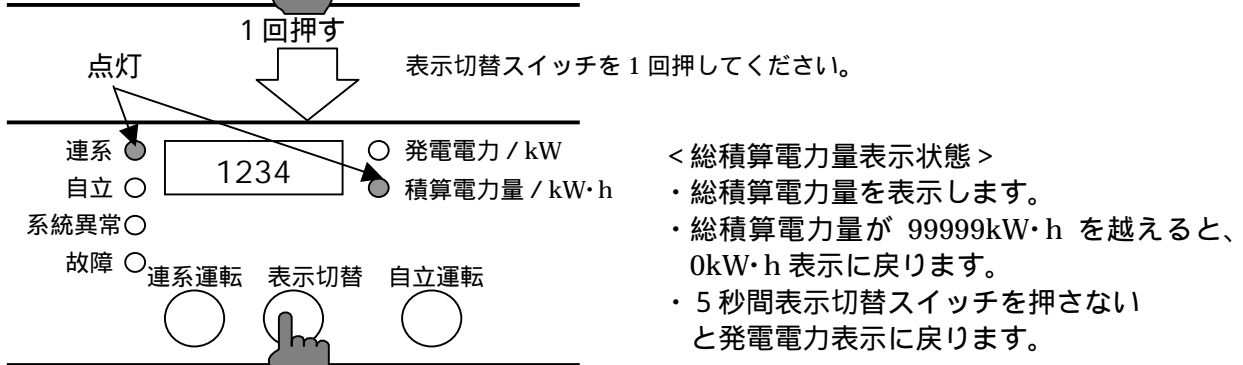 1回押す
点灯
表示切替スイッチを1回押してください。
連系
1234
発電電力/kW
自立
積算電力量/kW・h
系統異常
故障
連系運転 表示切替 自立運転
<総積算電力量表示状態>
・総積算電力量を表示します。
・総積算電力量が 99999kW・h を越えると、
0kW・h表示に戻ります。
・5秒間表示切替スイッチを押さない
と発電電力表示に戻ります。